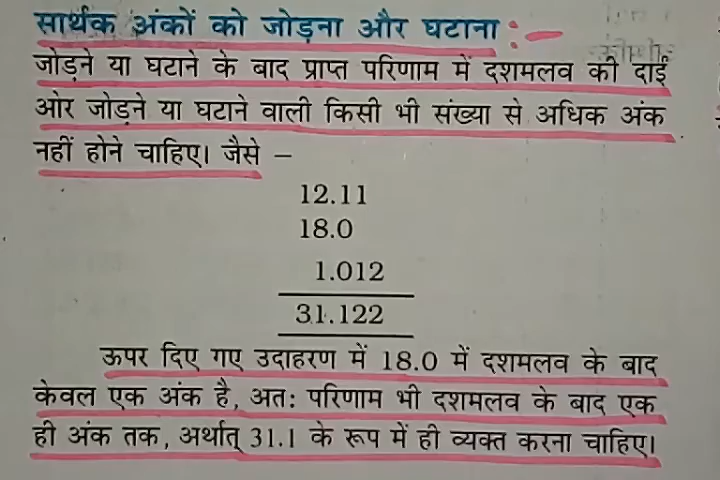 सार्थक अंकों को जोड़ना और घटाना :-
जोड़ने या घटाने के बाद प्राप्त परिणाम में दशमलव की दाईं
ओर जोड़ने या घटाने वाली किसी भी संख्या से अधिक अंक
नहीं होने चाहिए। जैसे –
12.11
18.0
1.012
31.122
ऊपर दिए गए उदाहरण में 18.0 में दशमलव के बाद
केवल एक अंक है, अतः परिणाम भी दशमलव के बाद एक
ही अंक तक, अर्थात् 31.1 के रूप में ही व्यक्त करना चाहिए।